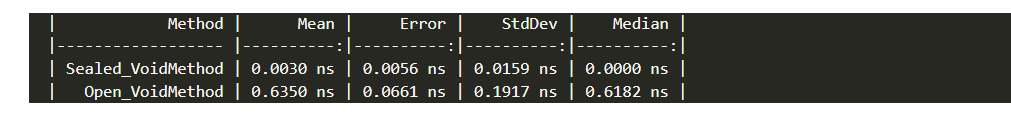 |             Method |      Mean |     Error |    StdDev |    Median |
|------------------- |----------:|----------:|----------:|----------:|
| Sealed_VoidMethod | 0.0030 ns | 0.0056 ns | 0.0159 ns | 0.0000 ns |
|   Open_VoidMethod | 0.6350 ns | 0.0661 ns | 0.1917 ns | 0.6182 ns |